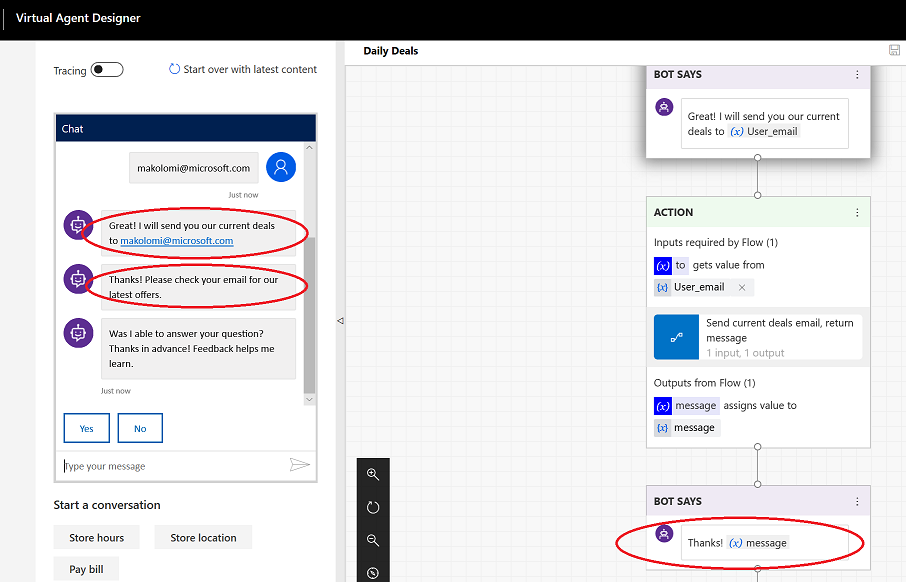 Virtual Agent Designer
Tracing
Start over with latest content
Chat
makolomi@microsoft.com
Just now
Great! I will send you our current deals
to makolomi@microsoft.com
Thanks! Please check your email for our
latest offers.
Was I able to answer your question?
Thanks in advance! Feedback helps me
learn.
Just now
Yes
No
Type your message
Start a conversation
Store hours
Store location
Pay bill
Daily Deals
BOT SAYS
Great! I will send you our current
deals to (x) User_email
ACTION
Inputs required by Flow (1)
(x) to gets value from
{x} User_email
Send current deals email, return
message
1 input, 1 output
Outputs from Flow (1)
(x) message assigns value to
{x} message
BOT SAYS
Thanks! (x) message